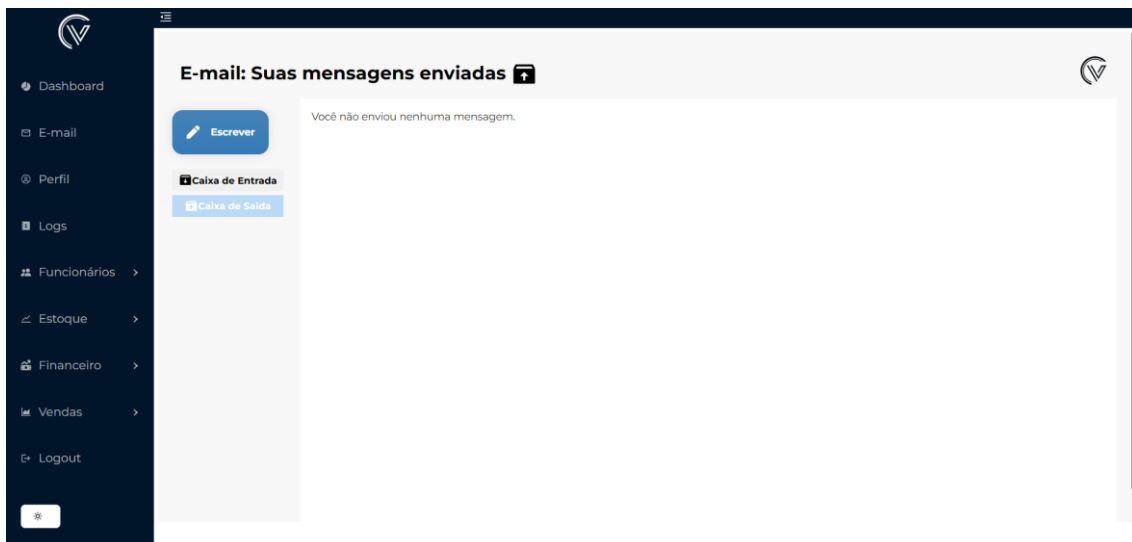 Dashboard
E-mail
Perfil
Logs
Funcionários
Estoque
Financeiro
Vendas
Logout
E-mail: Suas mensagens enviadas
Escrever
Caixa de Entrada
Caixa de Saída
Você não enviou nenhuma mensagem.